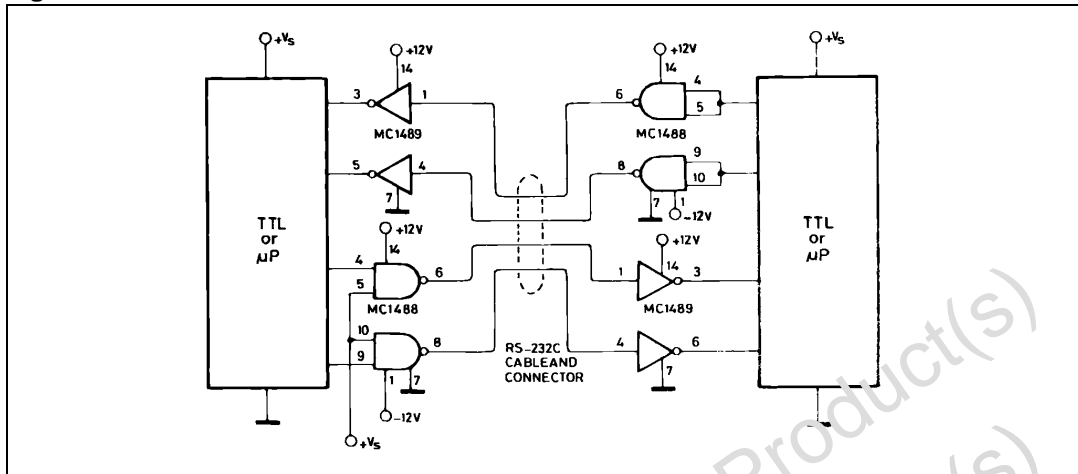 +Vs
+12V
14
3
1
MC1489
5
4
7
TTL
or
µP
+12V
14
4
6
5
MC1488
10
8
9
1
7
-12V
+Vs
RS-232C
CABLEAND
CONNECTOR
+12V
14
6
4
5
MC1488
9
8
10
7
1
-12V
+12V
14
1
3
MC1489
4
6
7
+Vs
TTL
or
µP
Product(s)